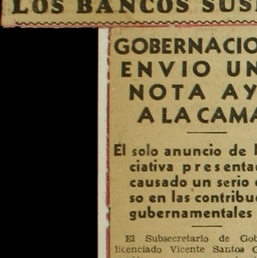 LOS BANCOS SUS
GOBERNACIO
ENVIO UN
NOTA AY
A LA CAMA
El solo anuncio de l
ciativa presenta
causado un serio
so en las contribu
gubernamentales
El Subsecretario de Gob
licenciado Vicente Santos G